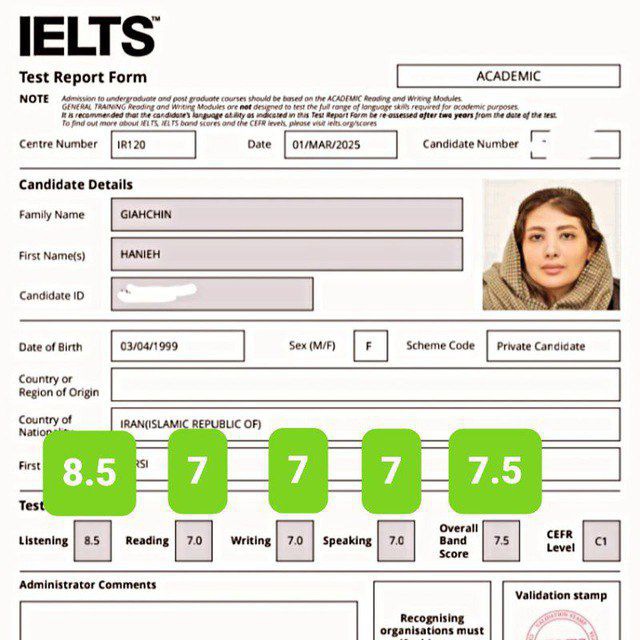 IELTS™
Test Report Form
ACADEMIC
NOTE Admission to undergraduate and post graduate courses should be based on the ACADEMIC Reading and Writing Modules.
GENERAL TRAINING Reading and Writing Modules are not designed to test the full range of language skills required for academic purposes.
It is recommended that the candidate's language ability as indicated in this Test Report Form be re-assessed after two years from the date of the test.
To find out more about IELTS, IELTS band scores and the CEFR levels, please visit ielts.org/scores
Centre Number IR120 Date 01/MAR/2025 Candidate Number
Candidate Details
Family Name GIAHCHIN
First Name(s) HANIEH
Candidate ID
Date of Birth 03/04/1999 Sex (M/F) F Scheme Code Private Candidate
Country or
Region of Origin
Country of
IRAN(ISLAMIC REPUBLIC OF)
First
8.5 7 7 7 7.5
Test
Listening 8.5 Reading 7.0 Writing 7.0 Speaking 7.0 Overall Band Score 7.5 CEFR Level C1
Administrator Comments
Recognising
organisations must
Validation stamp